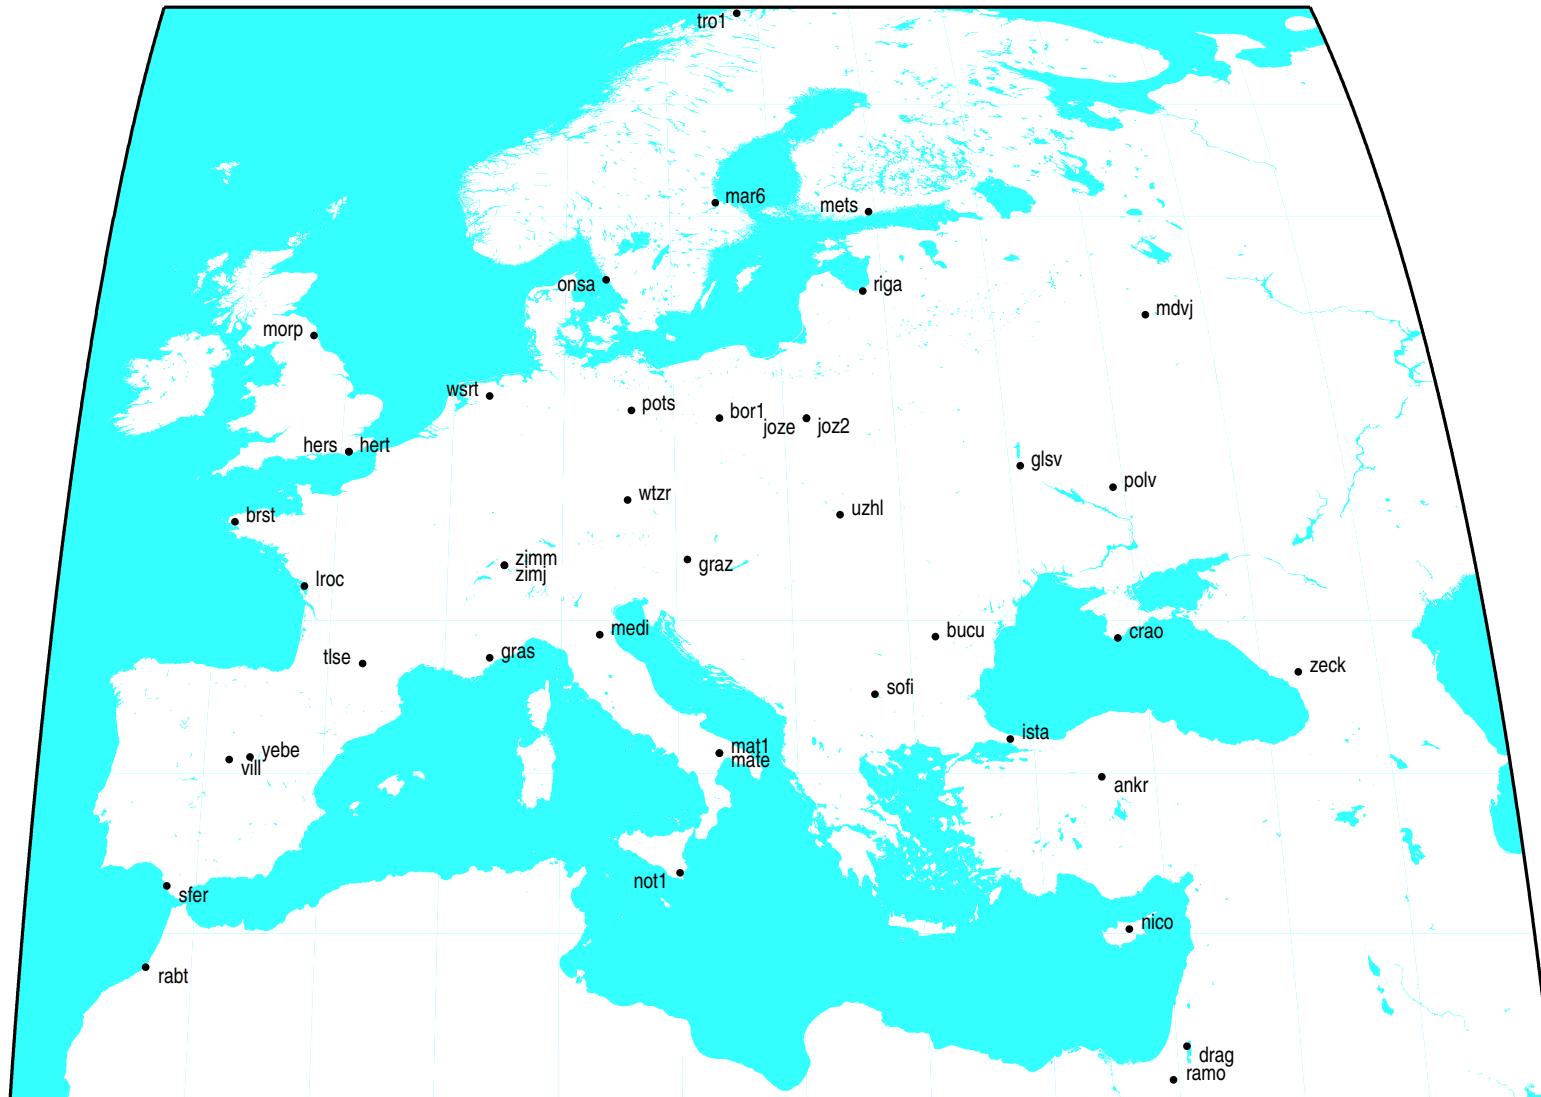 tro1
mar6
mets
onsa
riga
mdvj
morp
wsrt
pots
bor1
joze
joz2
hers
hert
glsv
polv
wtzr
uzhl
brst
zimm
zimj
graz
lroc
medi
bucu
crao
tlse
gras
zeck
sofi
ista
yebe
vill
mat1
mate
ankr
not1
sfer
nico
rabt
drag
ramo